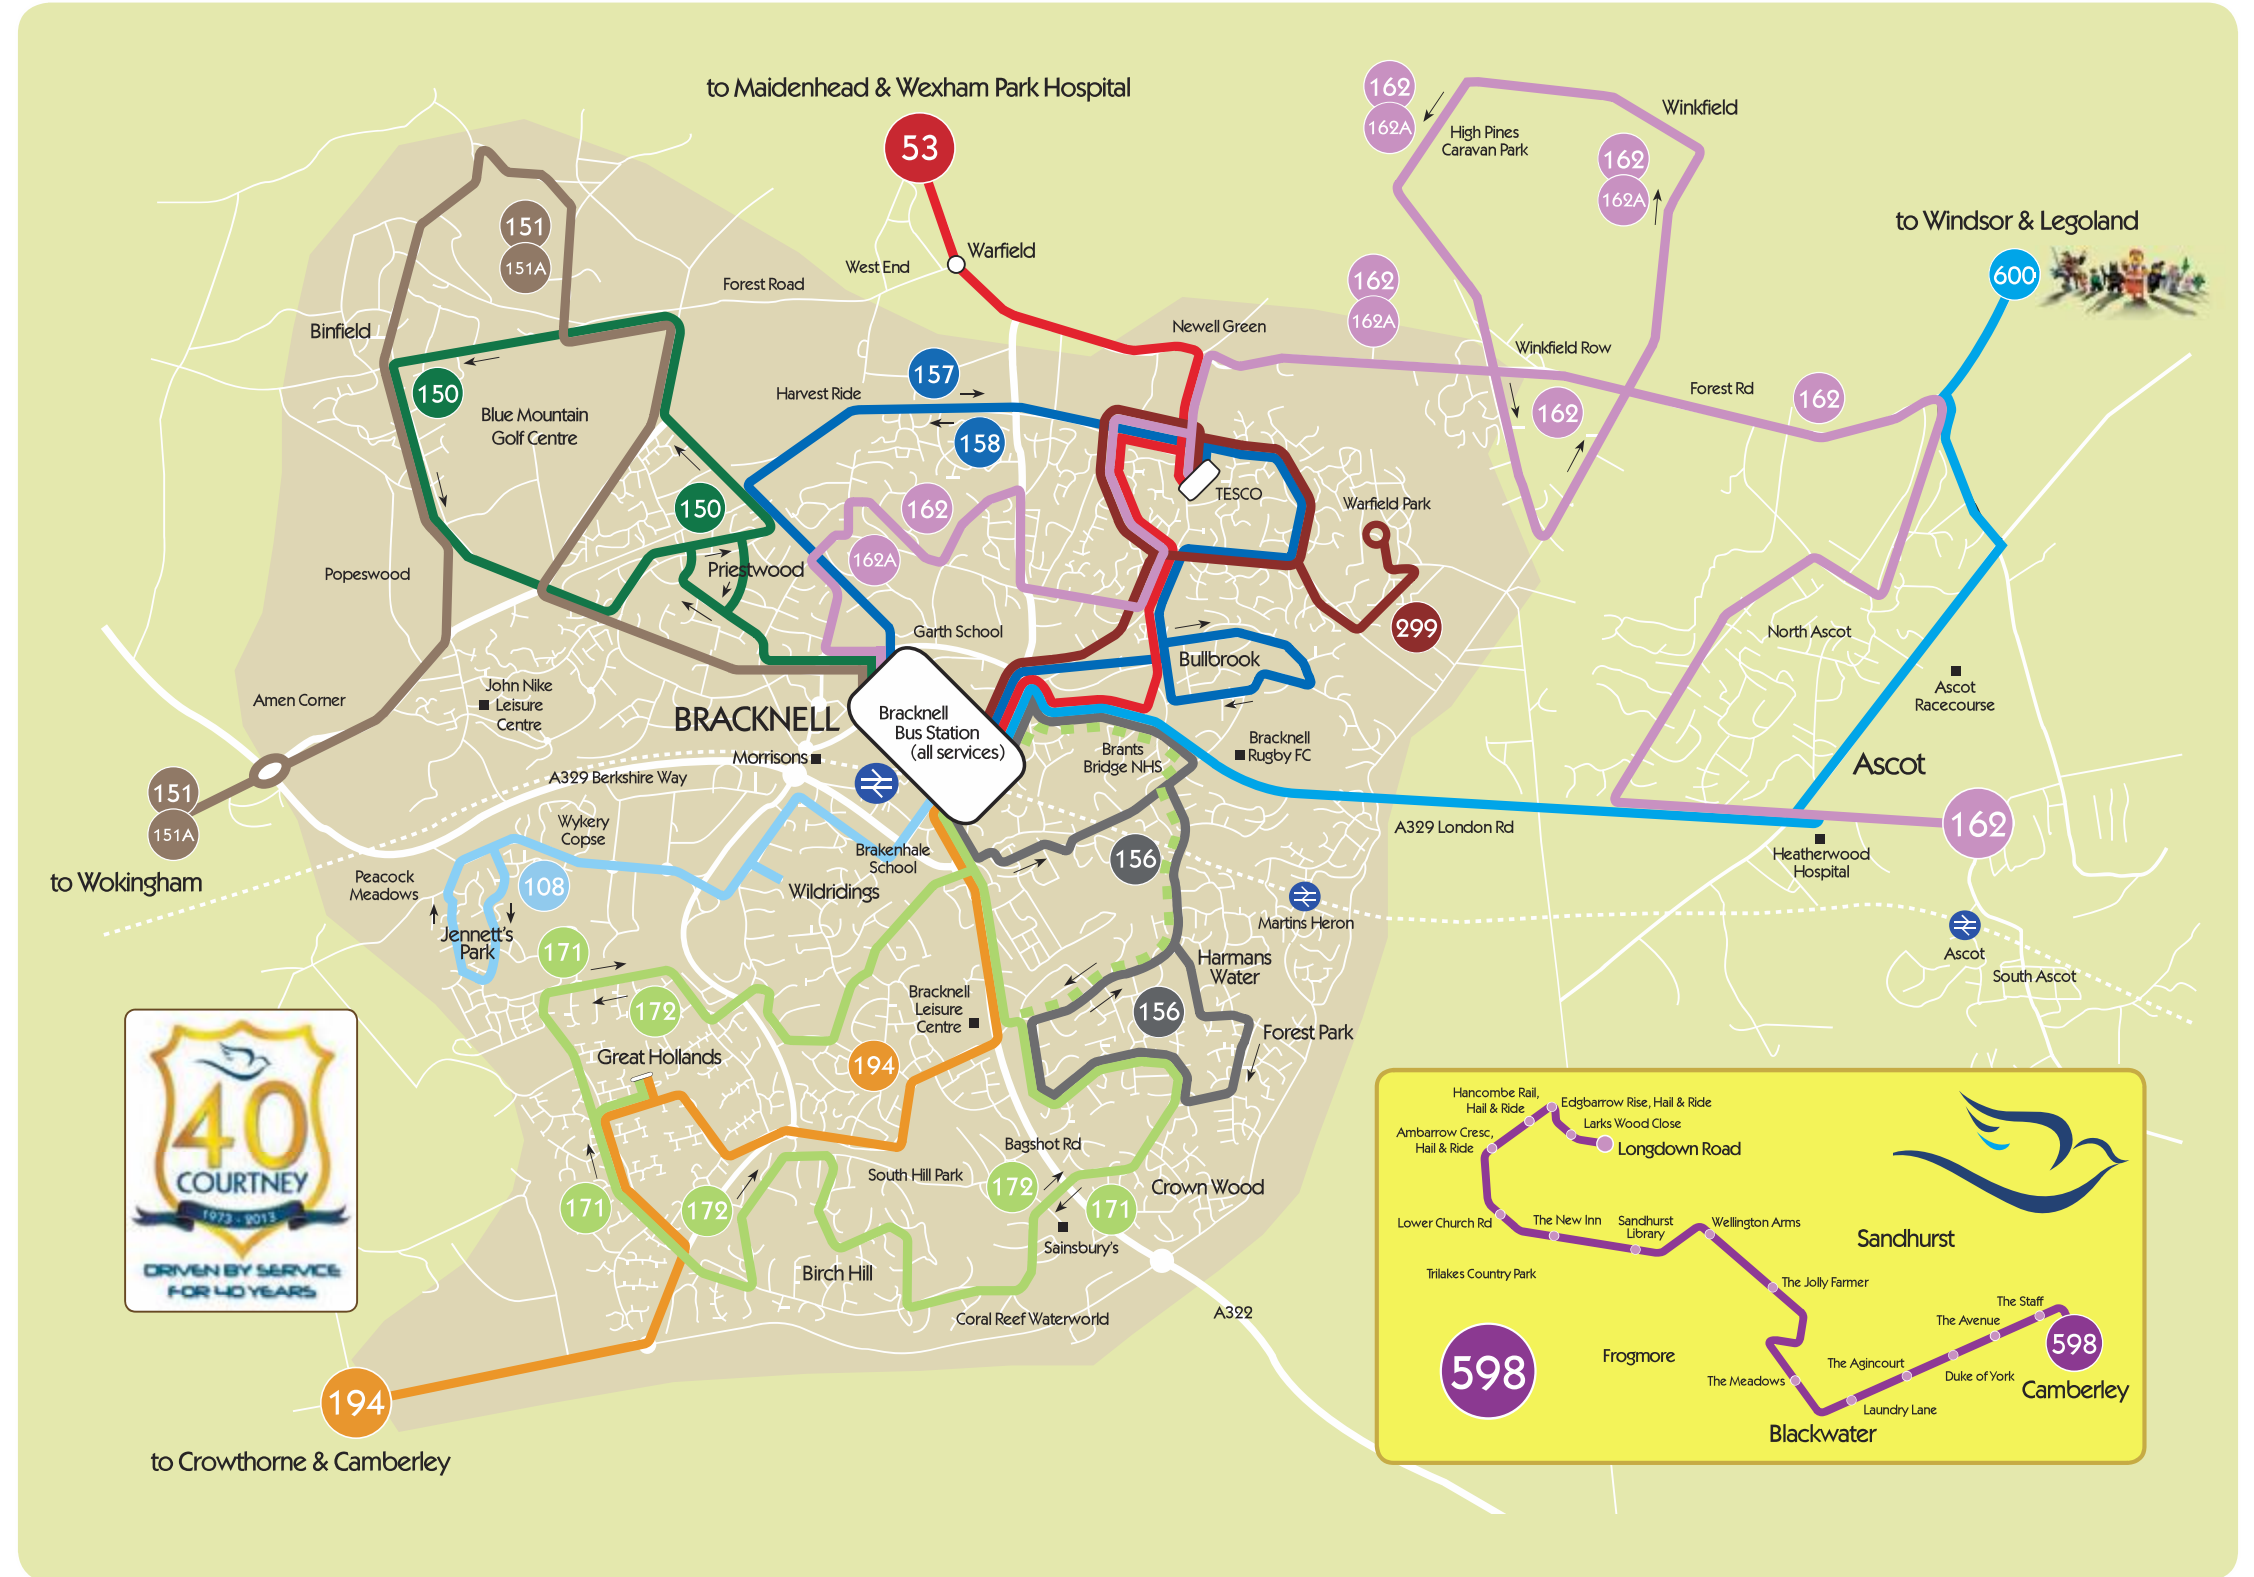 to Maidenhead & Wexham Park Hospital
53
Warfield
West End
Forest Road
162
162A
High Pines
Caravan Park
Winkfield
162
162A
to Windsor & Legoland
600
151
151A
Binfield
150
Blue Mountain
Golf Centre
Harvest Ride
157
158
Newell Green
162
162A
Winkfield Row
162
Forest Rd
162
TESCO
Warfield Park
299
150
Priestwood
162
162A
Garth School
Popeswood
Amen Corner
John Nike
Leisure
Centre
BRACKNELL
Morrisons
Bracknell
Bus Station
(all services)
Bullbrook
Brants
Bridge NHS
Bracknell
Rugby FC
North Ascot
Ascot
Racecourse
Ascot
A329 London Rd
162
Heatherwood
Hospital
Ascot
South Ascot
151
151A
to Wokingham
A329 Berkshire Way
Wykery
Copse
Peacock
Meadows
108
Jennett's
Park
Brakenhale
School
Wildridings
156
Martins Heron
Harmans
Water
156
Forest Park
171
172
Great Hollands
Bracknell
Leisure
Centre
194
Bagshot Rd
South Hill Park
171
172
172
171
Crown Wood
Sainsbury's
Birch Hill
Coral Reef Waterworld
A322
40
COURTNEY
1973 - 2013
DRIVEN BY SERVICE
FOR 40 YEARS
194
to Crowthorne & Camberley
Hancombe Rail,
Hail & Ride
Edgbarrow Rise, Hail & Ride
Larks Wood Close
Ambarrow Cresc,
Hail & Ride
Longdown Road
Lower Church Rd
The New Inn
Sandhurst
Library
Wellington Arms
Sandhurst
Trilakes Country Park
The Jolly Farmer
The Staff
The Avenue
598
598
Frogmore
The Agincourt
The Meadows
Duke of York
Camberley
Laundry Lane
Blackwater